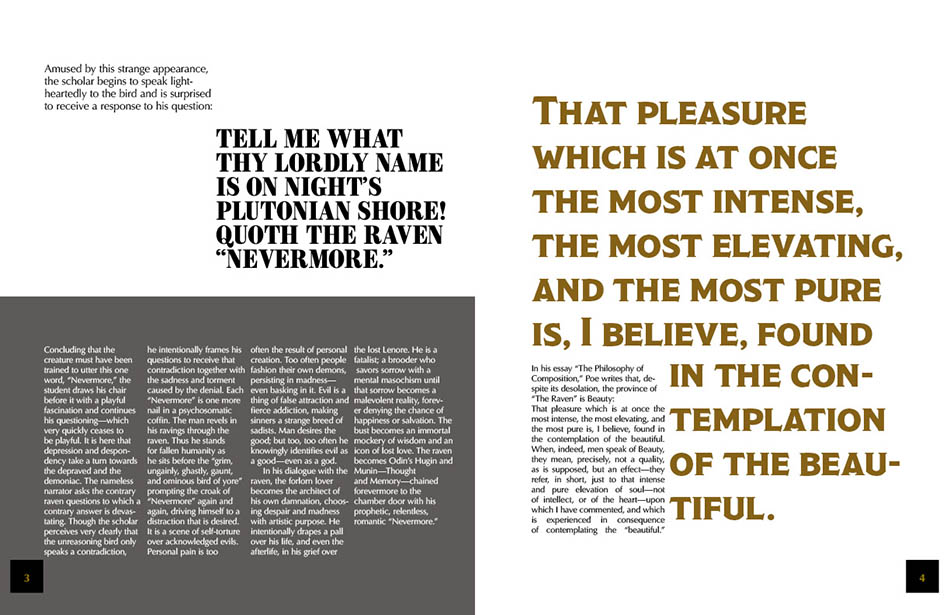 Amused by this strange appearance,
the scholar begins to speak light-
heartedly to the bird and is surprised
to receive a response to his question:
TELL ME WHAT
THY LORDLY NAME
IS ON NIGHT'S
PLUTONIAN SHORE!
QUOTH THE RAVEN
“NEVERMORE.”
Concluding that the
creature must have been
trained to utter this one
word, “Nevermore,” the
student draws his chair
before it with a playful
fascination and continues
his questioning—which
very quickly ceases to
be playful. It is here that
depression and despon-
dency take a turn towards
the depraved and the
demoniac. The nameless
narrator asks the contrary
raven questions to which a
contrary answer is devas-
tating. Though the scholar
perceives very clearly that
the unreasoning bird only
speaks a contradiction,
he intentionally frames his
questions to receive that
contradiction together with
the sadness and torment
caused by the denial. Each
“Nevermore” is one more
nail in a psychosomatic
coffin. The man revels in
his ravings through the
raven. Thus he stands
for fallen humanity as
he sits before the “grim,
ungainly, ghastly, gaunt,
and ominous bird of yore”
prompting the croak of
“Nevermore” again and
again, driving himself to a
distraction that is desired.
It is a scene of self-torture
over acknowledged evils.
Personal pain is too
often the result of personal
creation. Too often people
fashion their own demons,
persisting in madness—
even basking in it. Evil is a
thing of false attraction and
fierce addiction, making
sinners a strange breed of
sadists. Man desires the
good; but too, too often he
knowingly identifies evil as
a good—even as a god.
In his dialogue with the
raven, the forlorn lover
becomes the architect of
his own damnation, choos-
ing despair and madness
with artistic purpose. He
intentionally drapes a pall
over his life, and even the
afterlife, in his grief over
the lost Lenore. He is a
fatalist; a brooder who
savors sorrow with a
mental masochism until
that sorrow becomes a
malevolent reality, forev-
er denying the chance of
happiness or salvation. The
bust becomes an immortal
mockery of wisdom and an
icon of lost love. The raven
becomes Odin's Hugin and
Munin—Thought
and Memory—chained
forevermore to the
chamber door with his
prophetic, relentless,
romantic “Nevermore.”
3
THAT PLEASURE
WHICH IS AT ONCE
THE MOST INTENSE,
THE MOST ELEVATING,
AND THE MOST PURE
IS, I BELIEVE, FOUND
IN THE CON-
TEMPLATION
OF THE BEAU-
TIFUL.
In his essay “The Philosophy of
Composition,” Poe writes that, de-
spite its desolation, the province of
“The Raven” is Beauty:
That pleasure which is at once the
most intense, the most elevating, and
the most pure is, I believe, found in
the contemplation of the beautiful.
When, indeed, men speak of Beauty,
they mean, precisely, not a quality,
as is supposed, but an effect—they
refer, in short, just to that intense
and pure elevation of soul—not
of intellect, or of the heart—upon
which I have commented, and which
is experienced in consequence
of contemplating the “beautiful.”
4